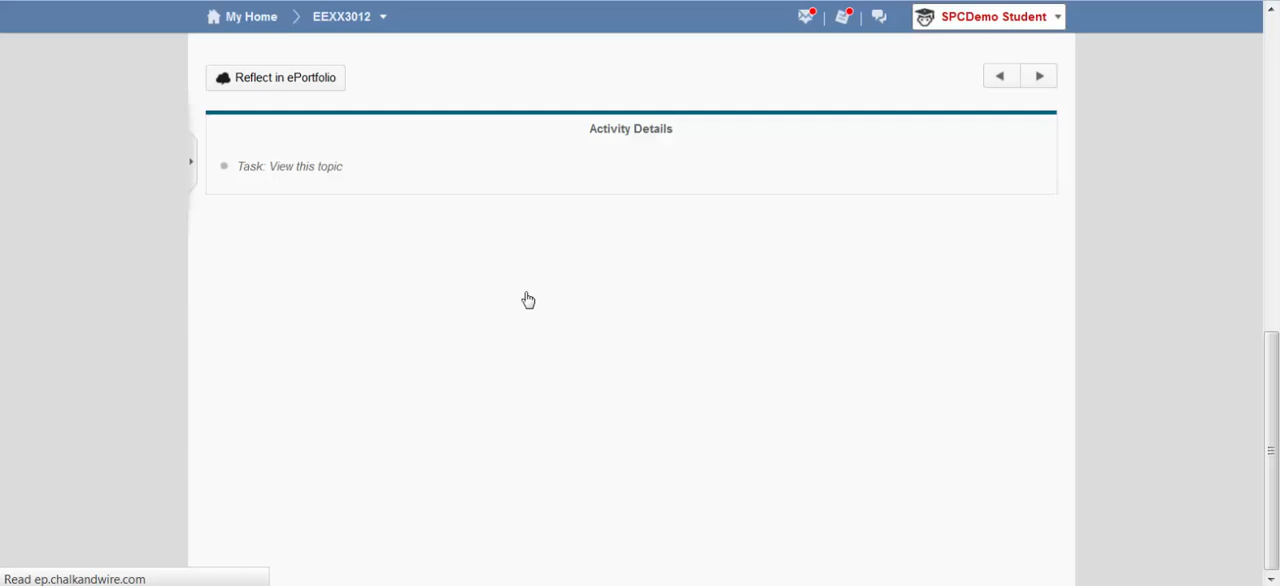 My Home EEXX3012 SPCDemo Student
Reflect in ePortfolio
Activity Details
Task: View this topic
Read ep.chalkandwire.com